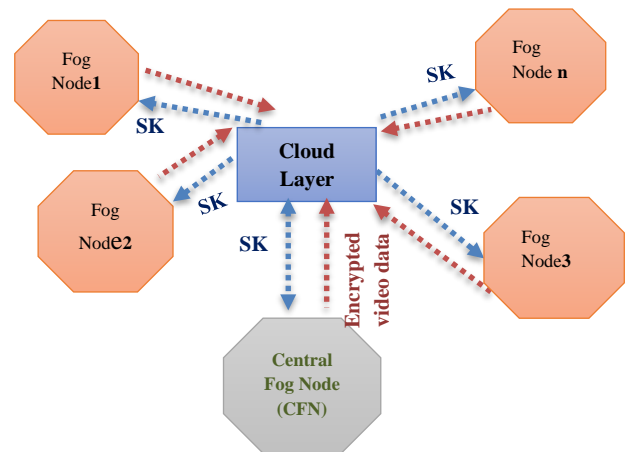 Fog
Node1
SK
Fog
Node n
SK
Cloud
Layer
Fog
Node2
SK
SK
Encrypted
video data
SK
Fog
Node3
Central
Fog Node
(CFN)